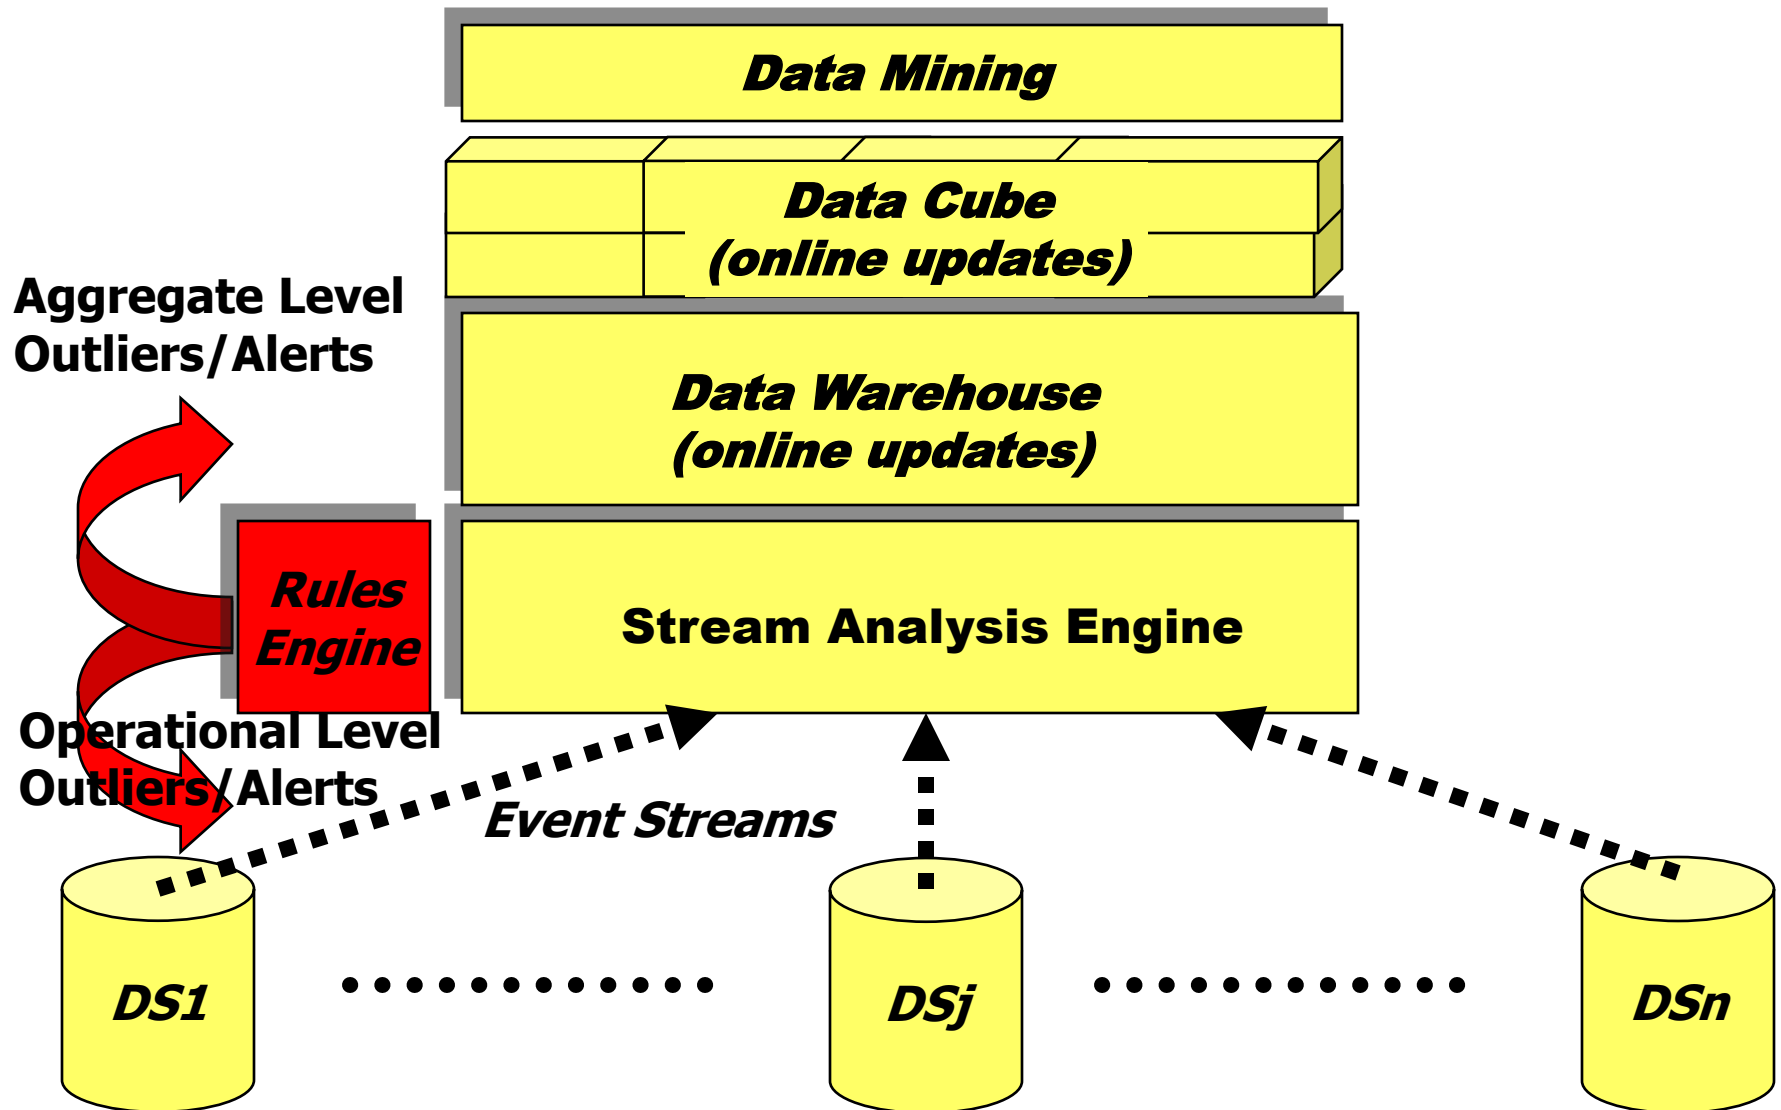 Data Mining
Data Cube
(online updates)
Aggregate Level
Outliers/Alerts
Data Warehouse
(online updates)
Rules
Engine
Stream Analysis Engine
Operational Level
Outliers/Alerts
Event Streams
DS1
DSj
DSn